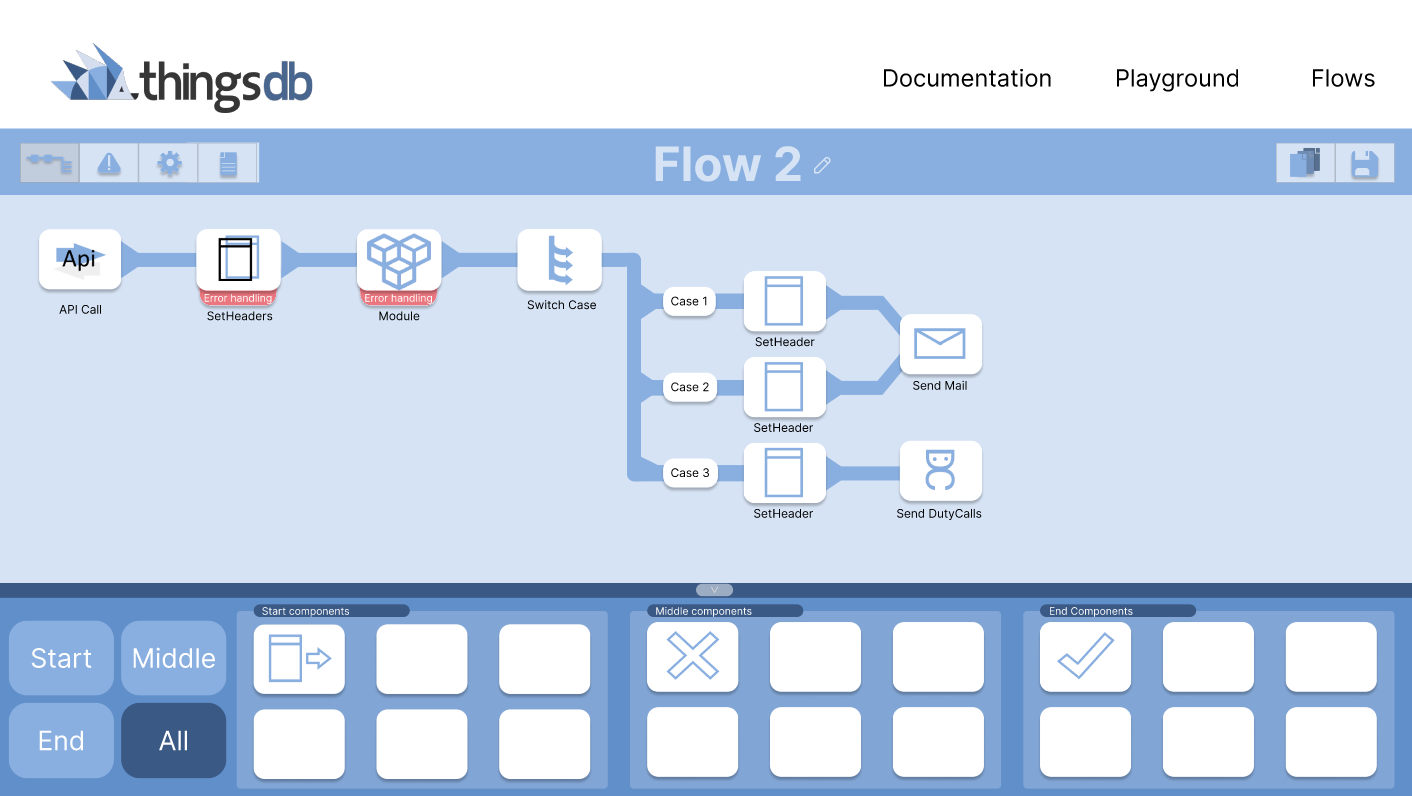 .thingsdb
Documentation
Playground
Flows
Flow 2
Api
API Call
Error handling
SetHeaders
Error handling
Module
Switch Case
Case 1
SetHeader
Case 2
SetHeader
Case 3
SetHeader
Send Mail
Send DutyCalls
V
Start
Middle
End
All
Start components
Middle components
End Components